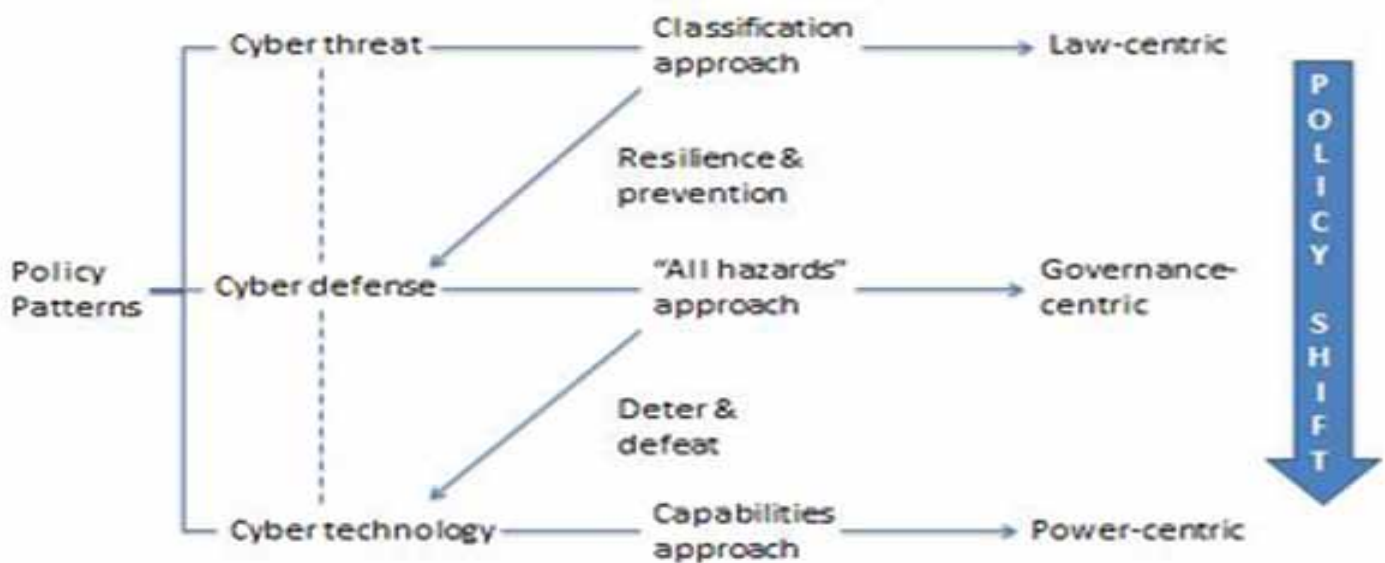 Cyber threat
Classification
approach
Law-centric
Resilience &
prevention
Policy
Patterns
Cyber defense
"All hazards"
approach
Governance-
centric
Deter &
defeat
Cyber technology
Capabilities
approach
Power-centric
POLICY SHIFT